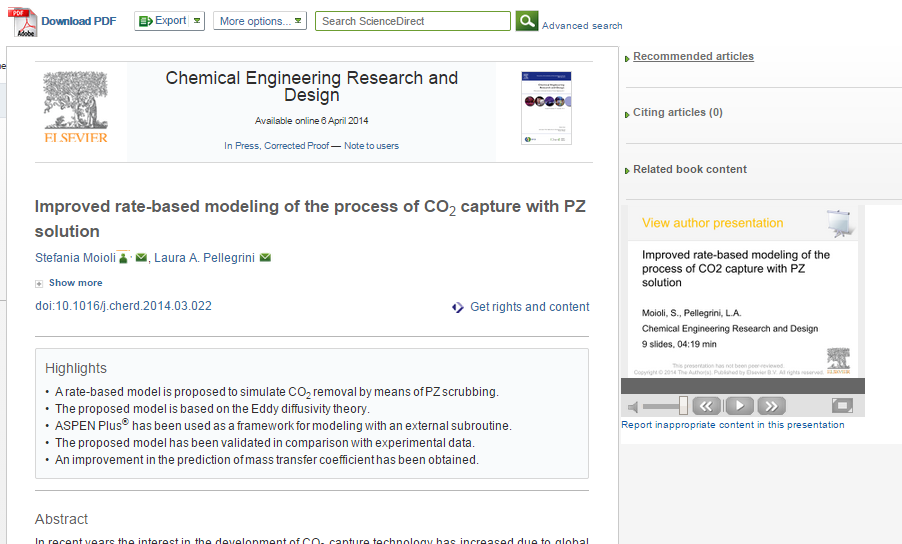 PDF
Adobe
Download PDF
Export
More options...
Search ScienceDirect
Advanced search
ELSEVIER
Chemical Engineering Research and
Design
Available online 6 April 2014
In Press, Corrected Proof — Note to users
Improved rate-based modeling of the process of CO2 capture with PZ
solution
Stefania Moioli , Laura A. Pellegrini
Show more
doi:10.1016/j.cherd.2014.03.022
Get rights and content
Highlights
• A rate-based model is proposed to simulate CO2 removal by means of PZ scrubbing.
• The proposed model is based on the Eddy diffusivity theory.
• ASPEN Plus® has been used as a framework for modeling with an external subroutine.
• The proposed model has been validated in comparison with experimental data.
• An improvement in the prediction of mass transfer coefficient has been obtained.
Abstract
In recent years the interest in the development of CO2 capture technology has increased due to global
Recommended articles
Citing articles (0)
Related book content
View author presentation
Improved rate-based modeling of the
process of CO2 capture with PZ
solution
Moioli, S., Pellegrini, L.A.
Chemical Engineering Research and Design
9 slides, 04:19 min
This presentation has not been peer-reviewed.
Copyright © 2014 The Author(s). Published by Elsevier B.V. All rights reserved.
ELSEVIER
Report inappropriate content in this presentation